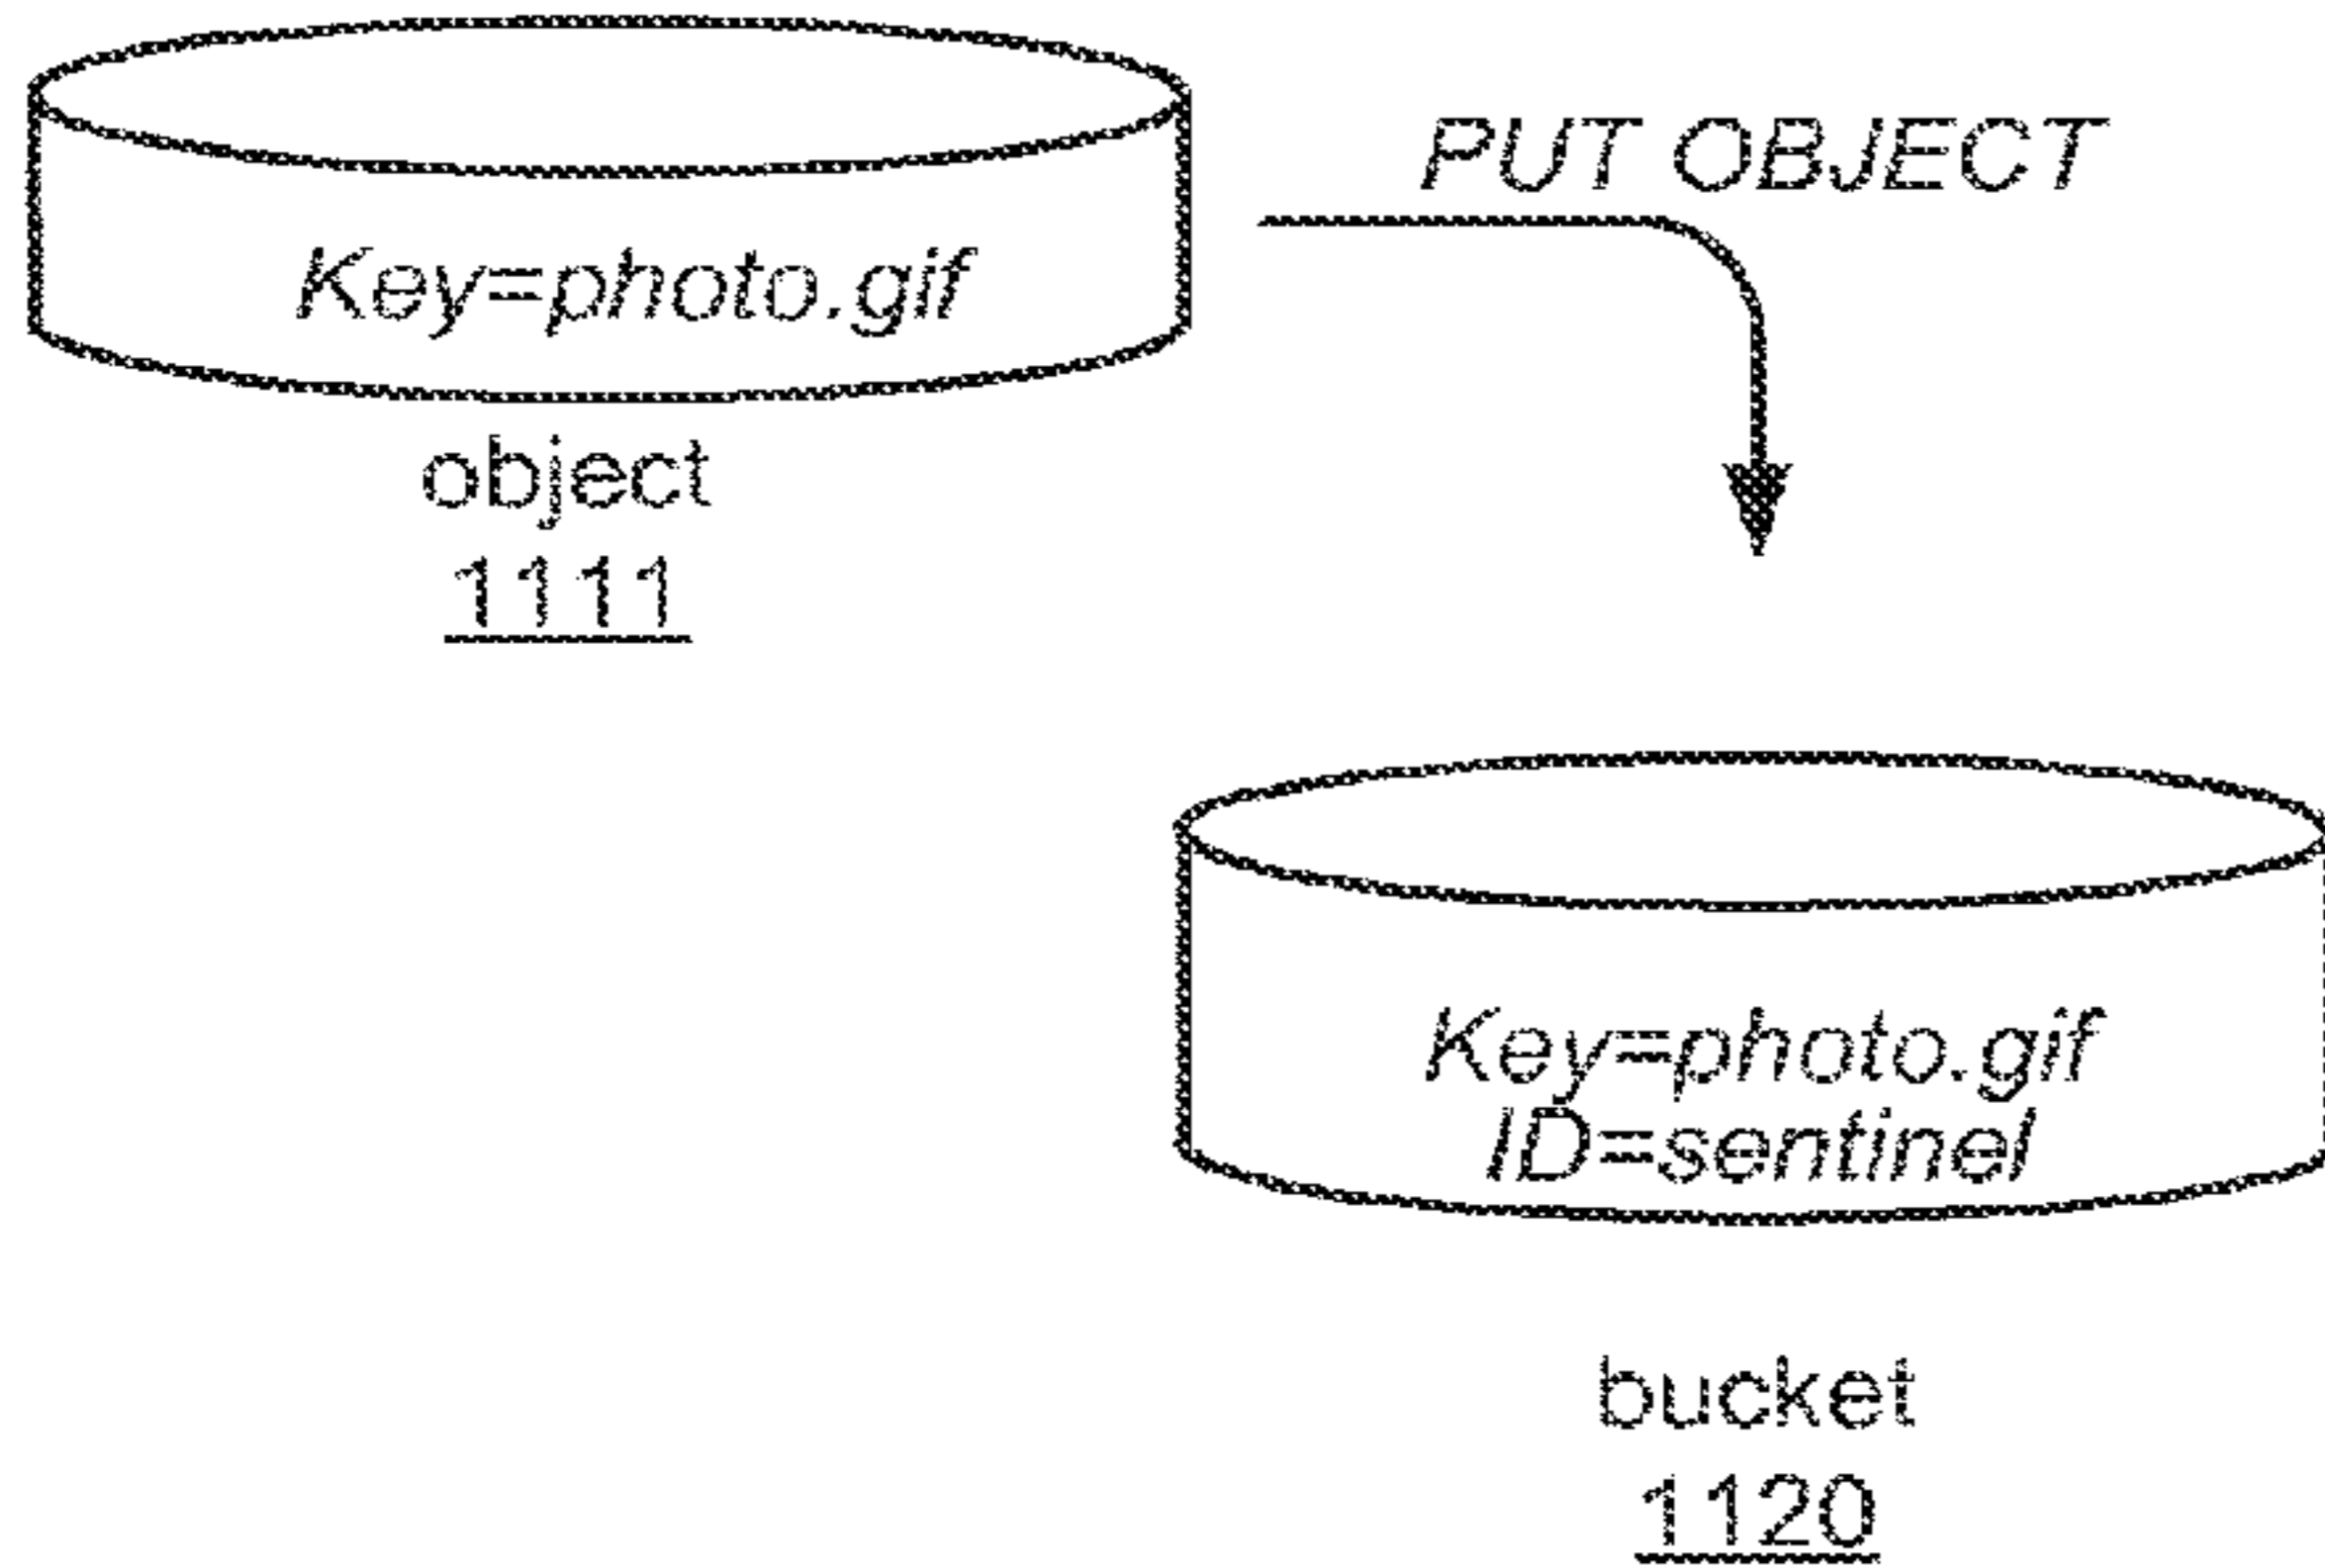 PUT OBJECT
Key=photo.gif
object
1111
Key=photo.gif
ID=sentinel
bucket
1120